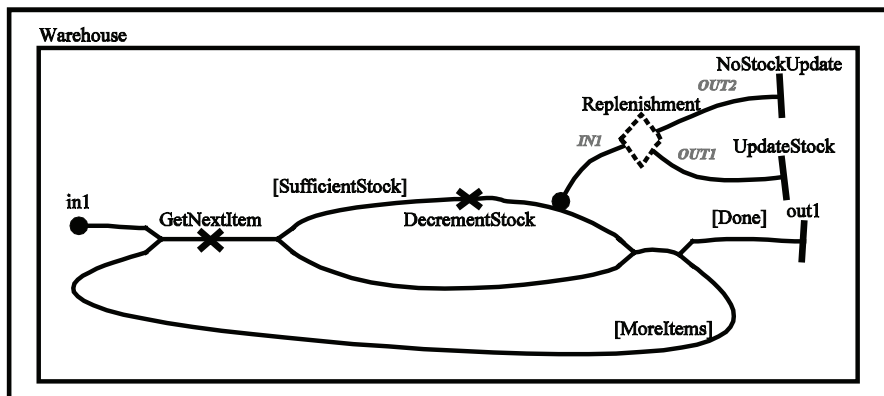 Warehouse
NoStockUpdate
OUT2
Replenishment
IN1
OUT1
UpdateStock
[SufficientStock]
in1
GetNextItem
DecrementStock
[Done]
out1
[MoreItems]